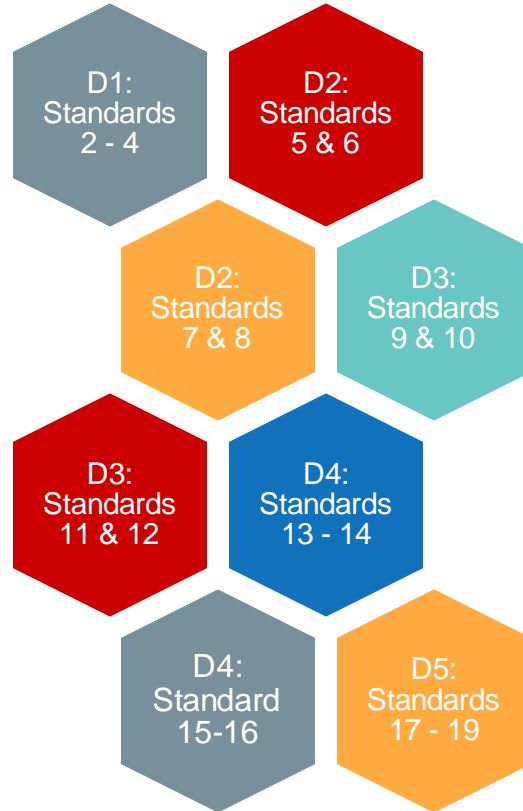 D1:
Standards
2 - 4
D2:
Standards
5 & 6
D2:
Standards
7 & 8
D3:
Standards
9 & 10
D3:
Standards
11 & 12
D4:
Standards
13 - 14
D4:
Standard
15-16
D5:
Standards
17 - 19